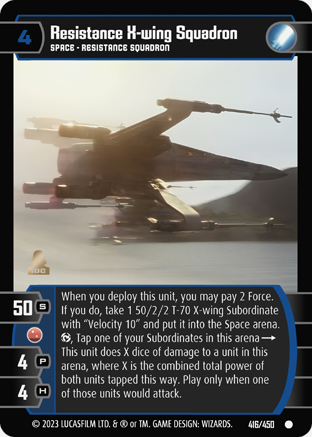 4
Resistance X-wing Squadron
SPACE - RESISTANCE SQUADRON
50 S
4 P
4 H
When you deploy this unit, you may pay 2 Force.
If you do, take 1 50/2/2 T-70 X-wing Subordinate
with "Velocity 10" and put it into the Space arena.
, Tap one of your Subordinates in this arena →
This unit does X dice of damage to a unit in this
arena, where X is the combined total power of
both units tapped this way. Play only when one
of those units would attack.
© 2023 LUCASFILM LTD. & ® or TM. GAME DESIGN: WIZARDS.
416/450